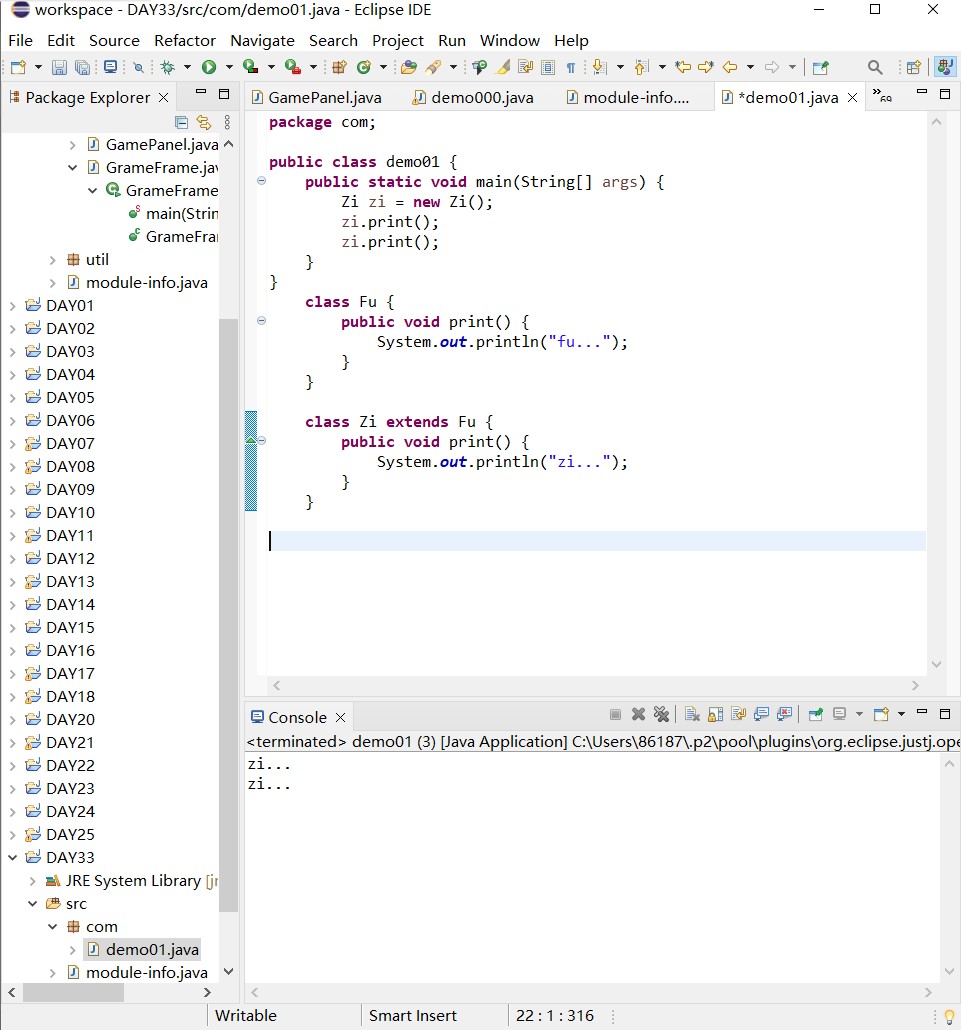 workspace - DAY33/src/com/demo01.java - Eclipse IDE
File Edit Source Refactor Navigate Search Project Run Window Help
Package Explorer
GamePanel.java
GrameFrame.jav
GrameFrame
main(Strin
GrameFrar
util
module-info.java
DAY01
DAY02
DAY03
DAY04
DAY05
DAY06
DAY07
DAY08
DAY09
DAY10
DAY11
DAY12
DAY13
DAY14
DAY15
DAY16
DAY17
DAY18
DAY20
DAY21
DAY22
DAY23
DAY24
DAY25
DAY33
JRE System Library [jr
src
com
demo01.java
module-info.java
GamePanel.java demo000.java module-info.... *demo01.java »69
package com;
public class demo01 {
public static void main(String[] args) {
Zi zi = new Zi();
zi.print();
zi.print();
}
}
class Fu {
public void print() {
System.out.println("fu...");
}
}
class Zi extends Fu {
public void print() {
System.out.println("zi...");
}
}
Console
<terminated> demo01 (3) [Java Application] C:\Users\86187\.p2\pool\plugins\org.eclipse.justj.ope
zi...
zi...
Writable Smart Insert 22 : 1 : 316